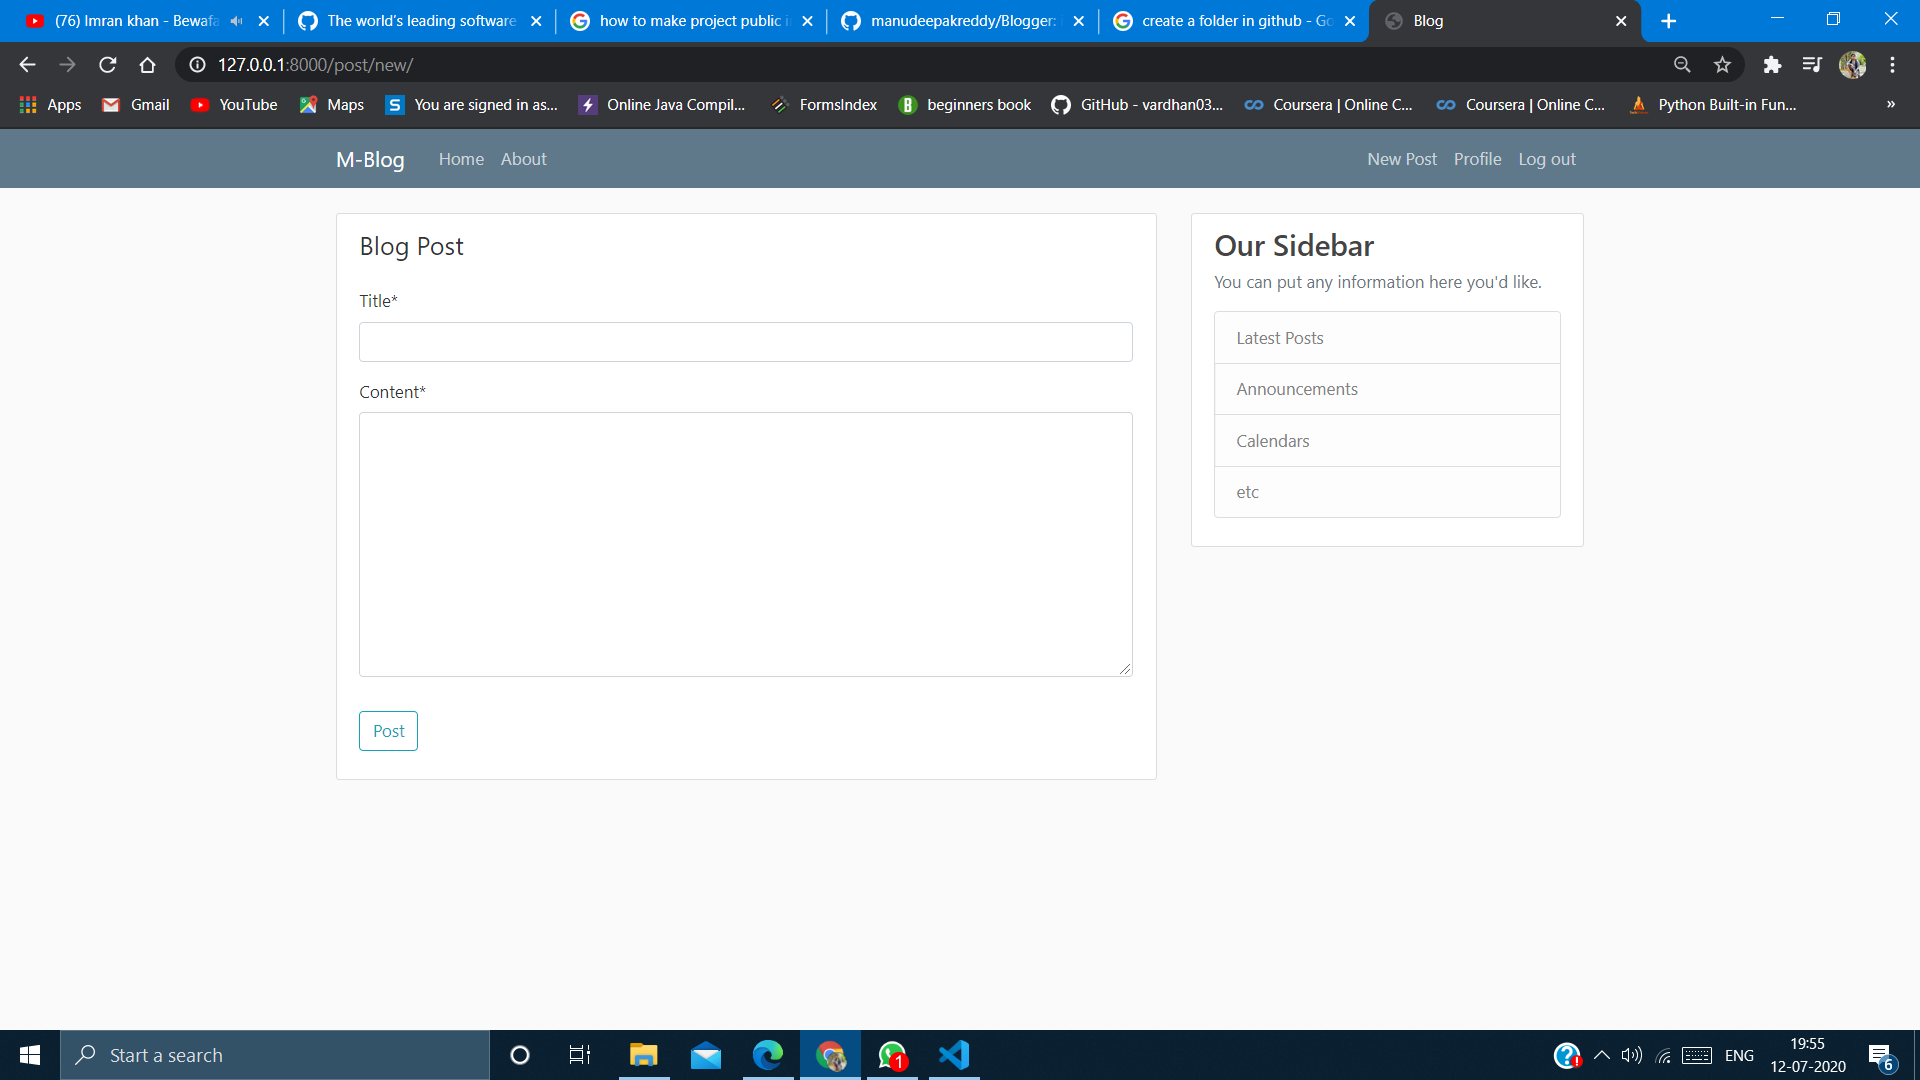 (76) Imran khan - Bewafa
The world's leading software
how to make project public i
manudeepakreddy/Blogger:
create a folder in github - Go
Blog
127.0.0.1:8000/post/new/
Apps
Gmail
YouTube
Maps
You are signed in as...
Online Java Compil...
FormsIndex
beginners book
GitHub - vardhan03...
Coursera | Online C...
Coursera | Online C...
Python Built-in Fun...
»
M-Blog
Home
About
New Post
Profile
Log out
Blog Post
Title*
Content*
Post
Our Sidebar
You can put any information here you'd like.
Latest Posts
Announcements
Calendars
etc
Start a search
1
ENG
19:55
12-07-2020
6